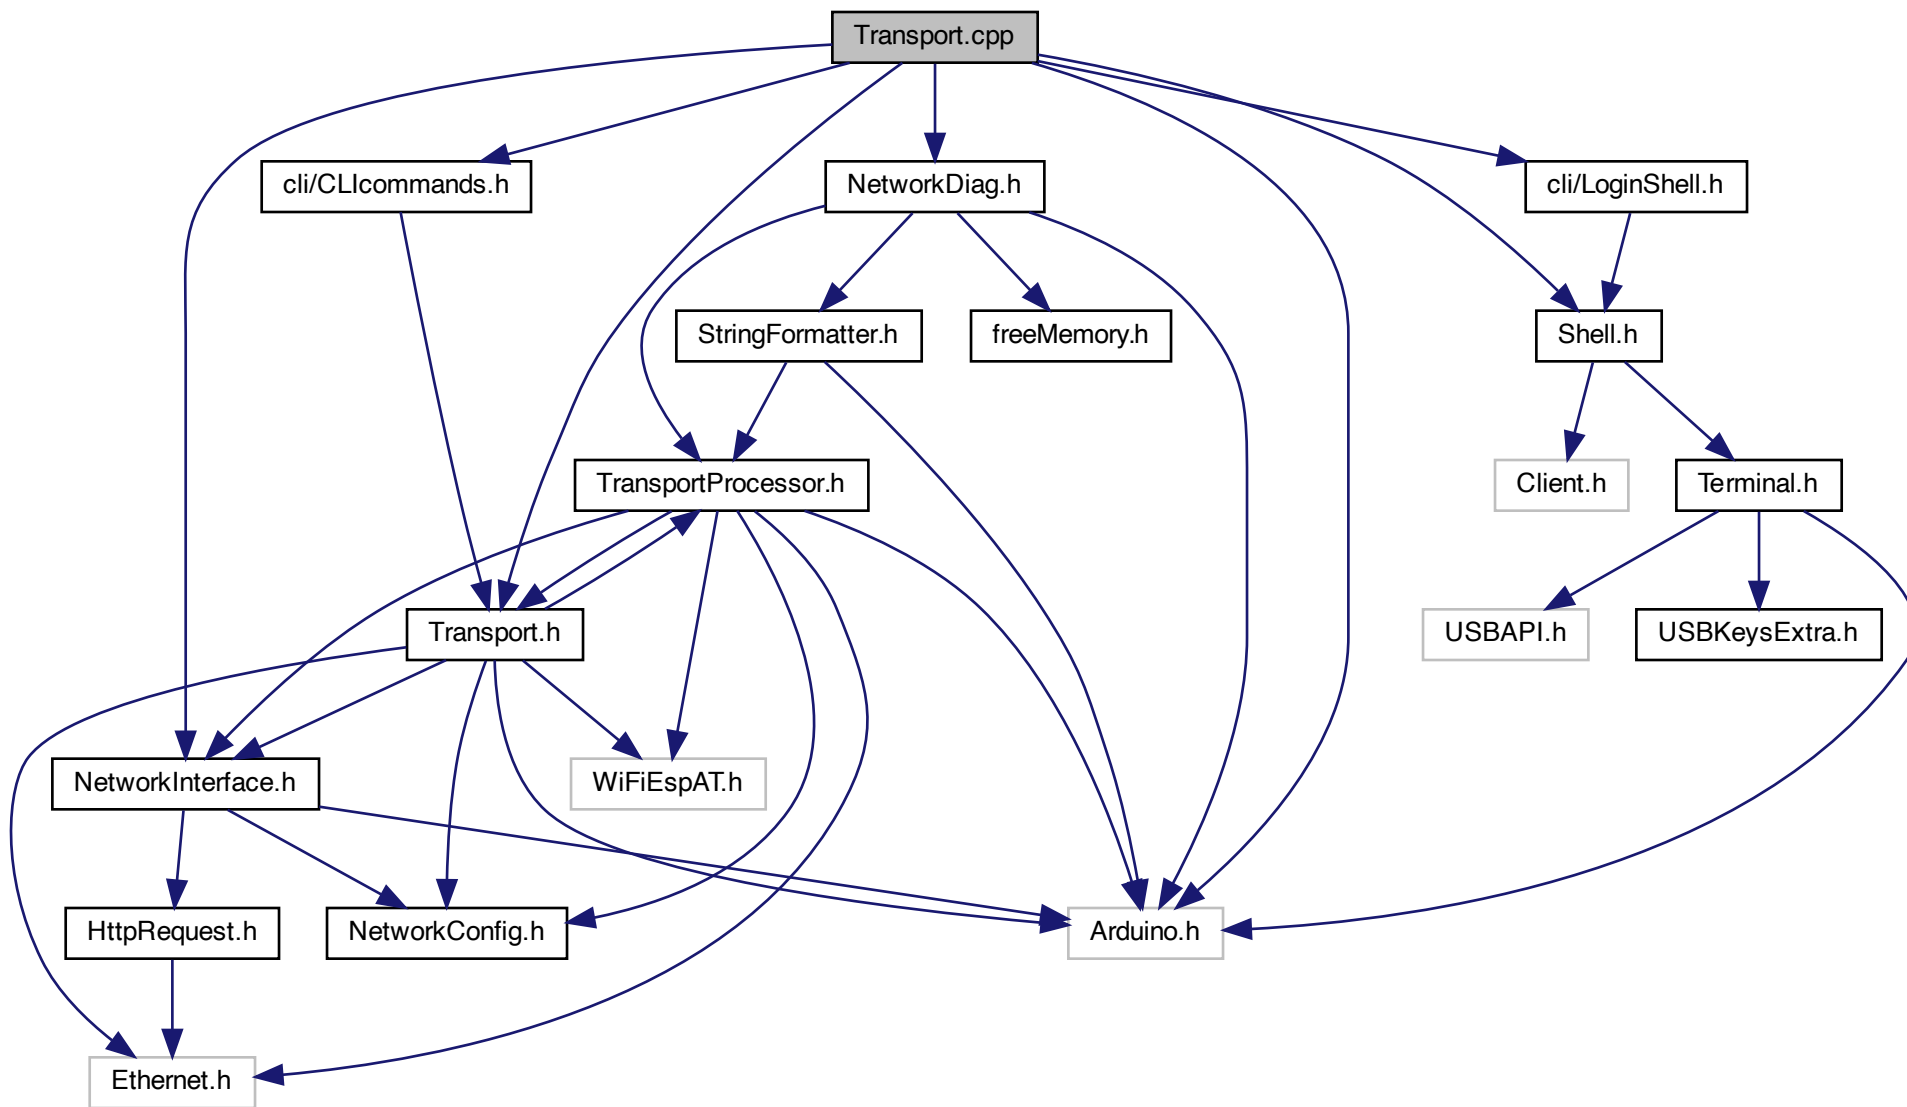 Transport.cpp
cli/CLIcommands.h
NetworkDiag.h
cli/LoginShell.h
StringFormatter.h
freeMemory.h
Shell.h
TransportProcessor.h
Client.h
Terminal.h
Transport.h
USBAPI.h
USBKeysExtra.h
NetworkInterface.h
WiFiEspAT.h
HttpRequest.h
NetworkConfig.h
Arduino.h
Ethernet.h